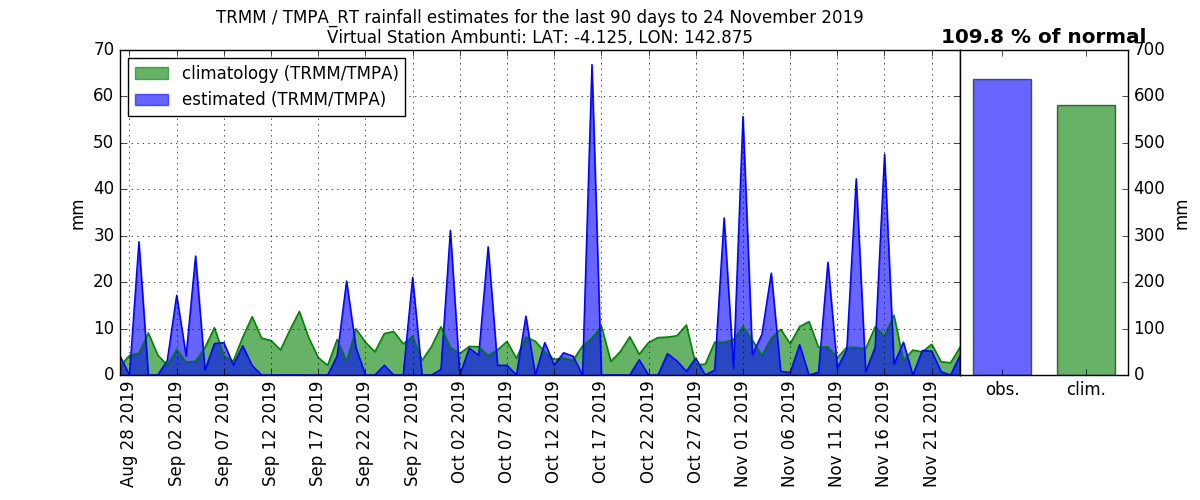 TRMM / TMPA_RT rainfall estimates for the last 90 days to 24 November 2019
Virtual Station Ambunti: LAT: -4.125, LON: 142.875
109.8 % of normal
climatology (TRMM/TMPA)
estimated (TRMM/TMPA)
70
60
50
40
30
20
10
0
mm
Aug 28 2019
Sep 02 2019
Sep 07 2019
Sep 12 2019
Sep 17 2019
Sep 22 2019
Sep 27 2019
Oct 02 2019
Oct 07 2019
Oct 12 2019
Oct 17 2019
Oct 22 2019
Oct 27 2019
Nov 01 2019
Nov 06 2019
Nov 11 2019
Nov 16 2019
Nov 21 2019
obs.
clim.
700
600
500
400
300
200
100
0
mm